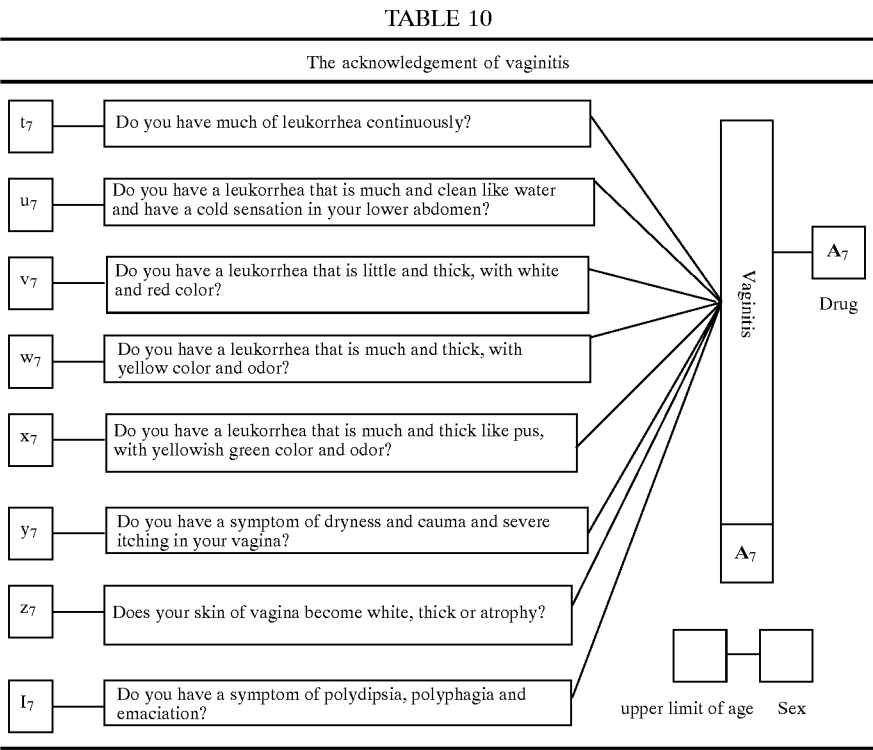 TABLE 10
The acknowledgement of vaginitis
t7
Do you have much of leukorrhea continuously?
u7
Do you have a leukorrhea that is much and clean like water
and have a cold sensation in your lower abdomen?
v7
Do you have a leukorrhea that is little and thick, with white
and red color?
w7
Do you have a leukorrhea that is much and thick, with
yellow color and odor?
x7
Do you have a leukorrhea that is much and thick like pus,
with yellowish green color and odor?
y7
Do you have a symptom of dryness and cauma and severe
itching in your vagina?
z7
Does your skin of vagina become white, thick or atrophy?
I7
Do you have a symptom of polydipsia, polyphagia and
emaciation?
Vaginitis
A7
A7
Drug
upper limit of age
Sex